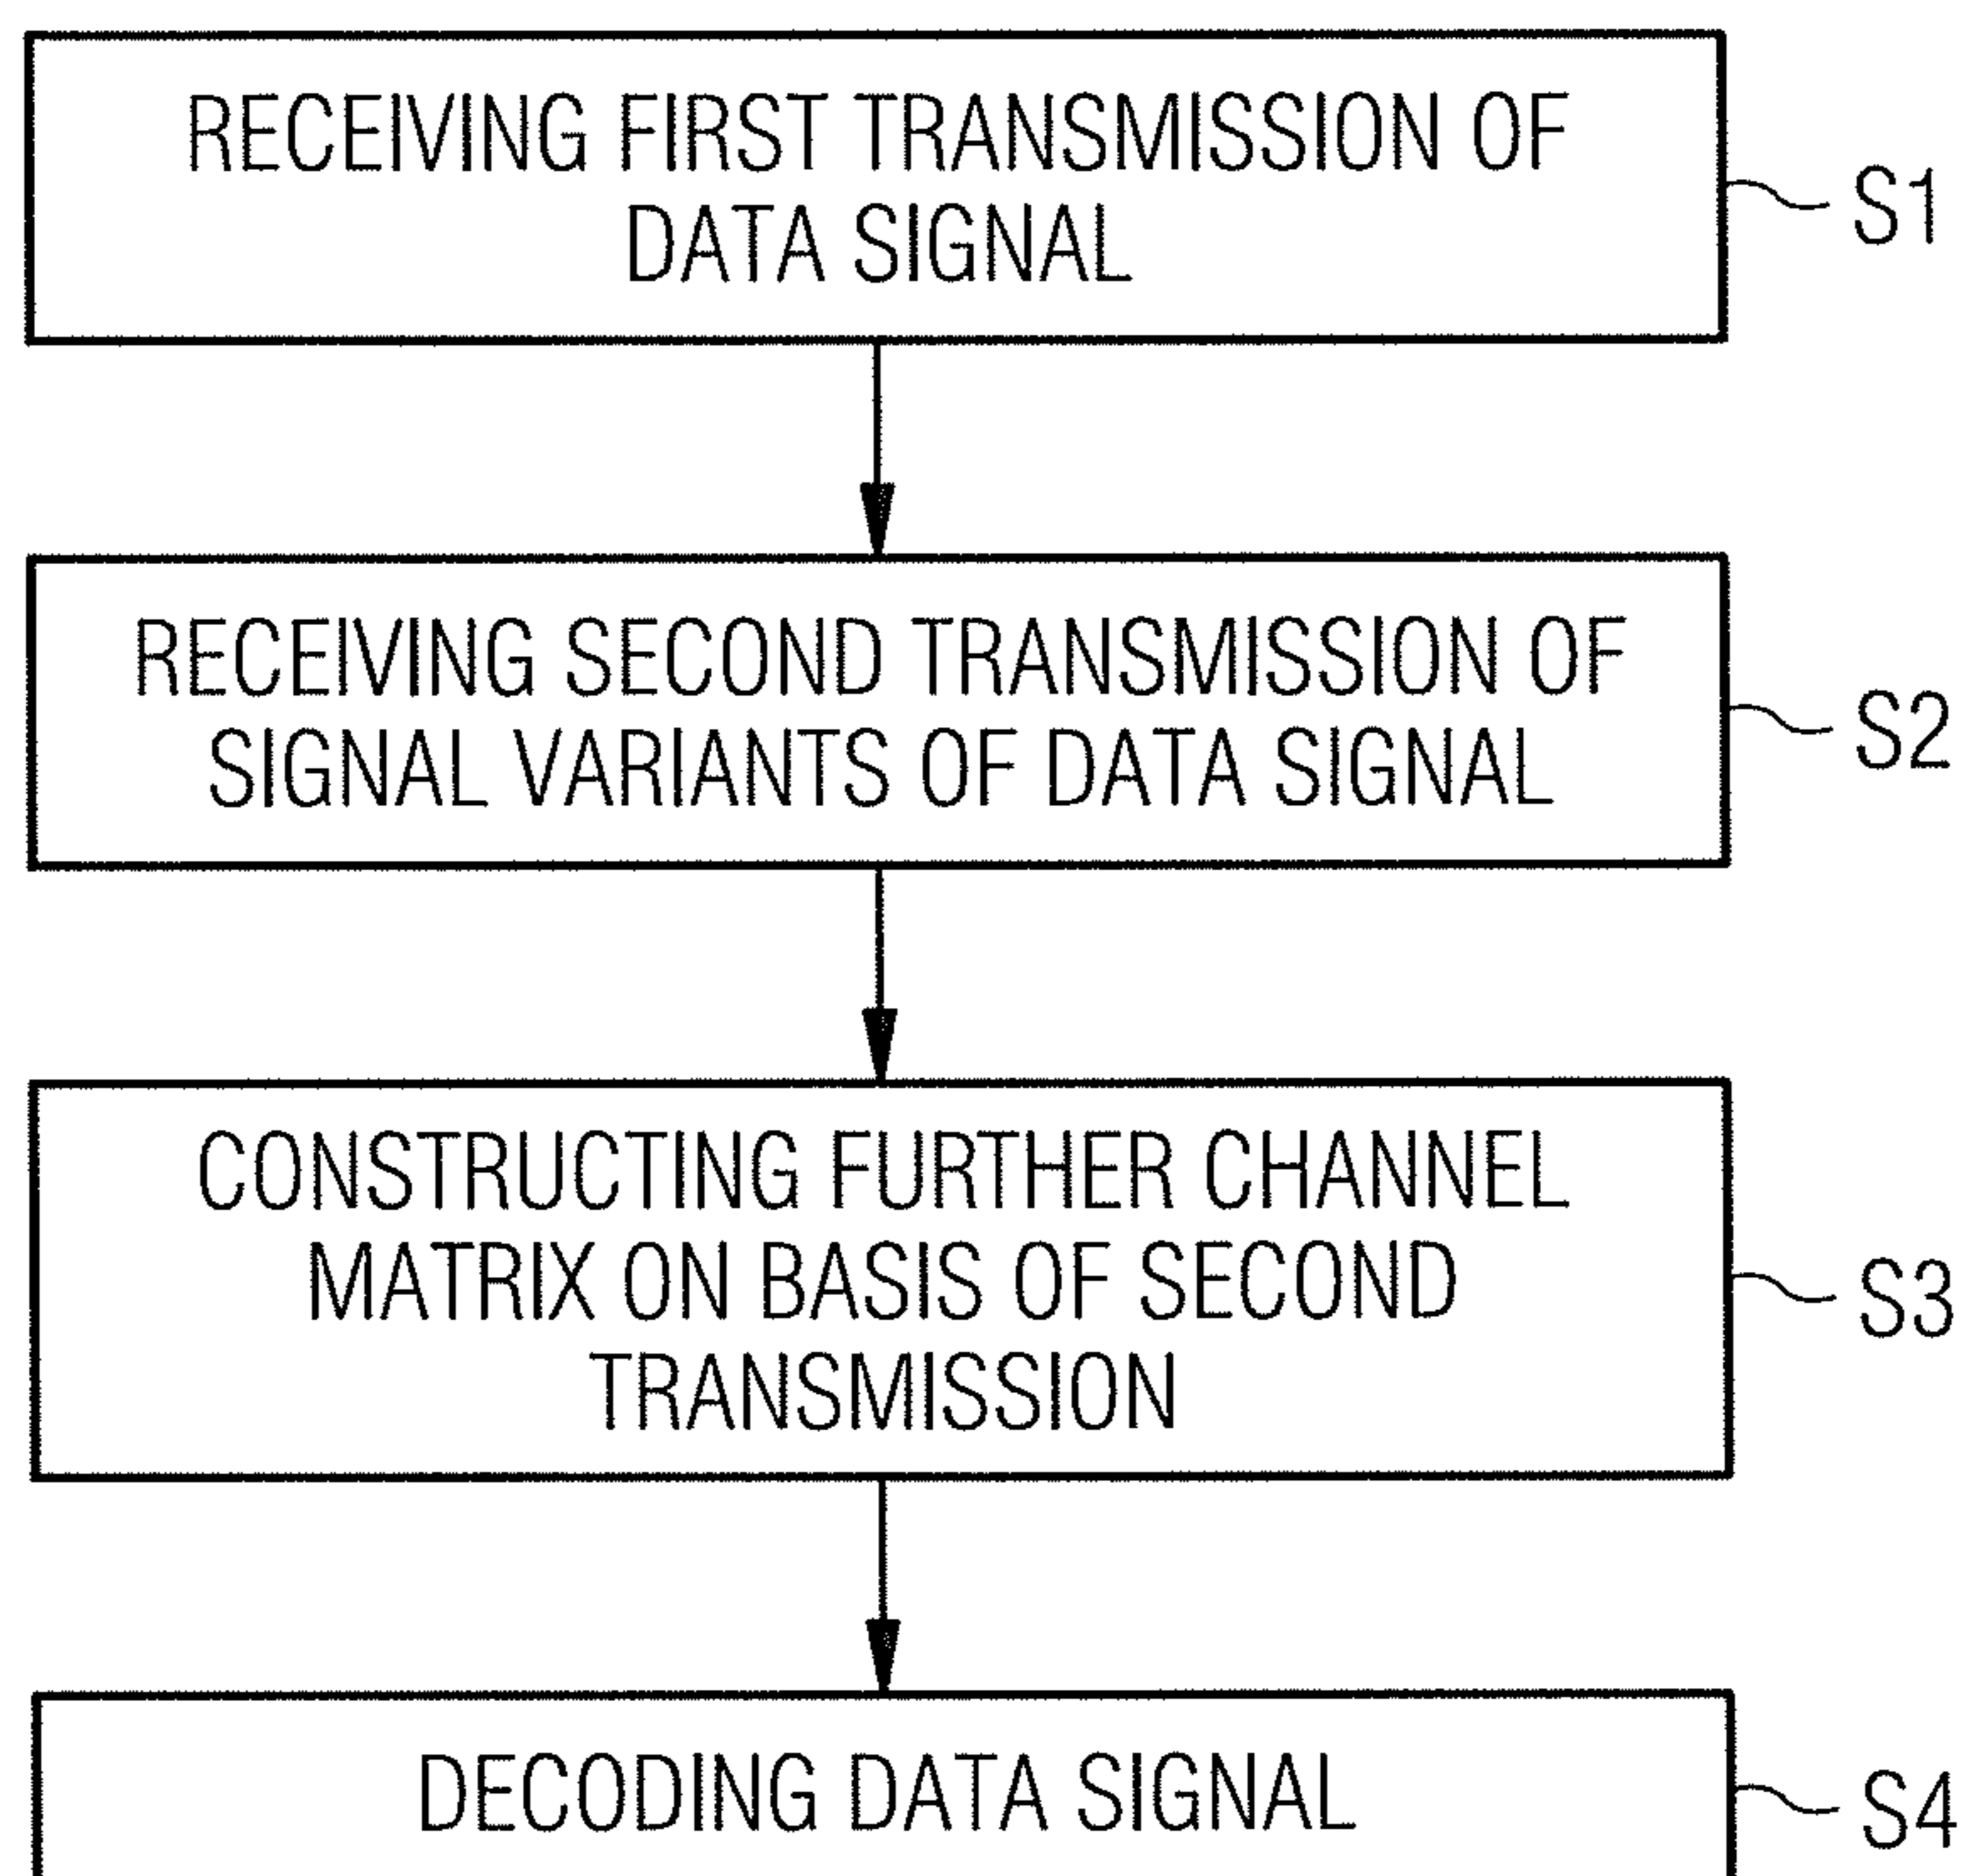 RECEIVING FIRST TRANSMISSION OF
DATA SIGNAL
S1
RECEIVING SECOND TRANSMISSION OF
SIGNAL VARIANTS OF DATA SIGNAL
S2
CONSTRUCTING FURTHER CHANNEL
MATRIX ON BASIS OF SECOND
TRANSMISSION
S3
DECODING DATA SIGNAL
S4